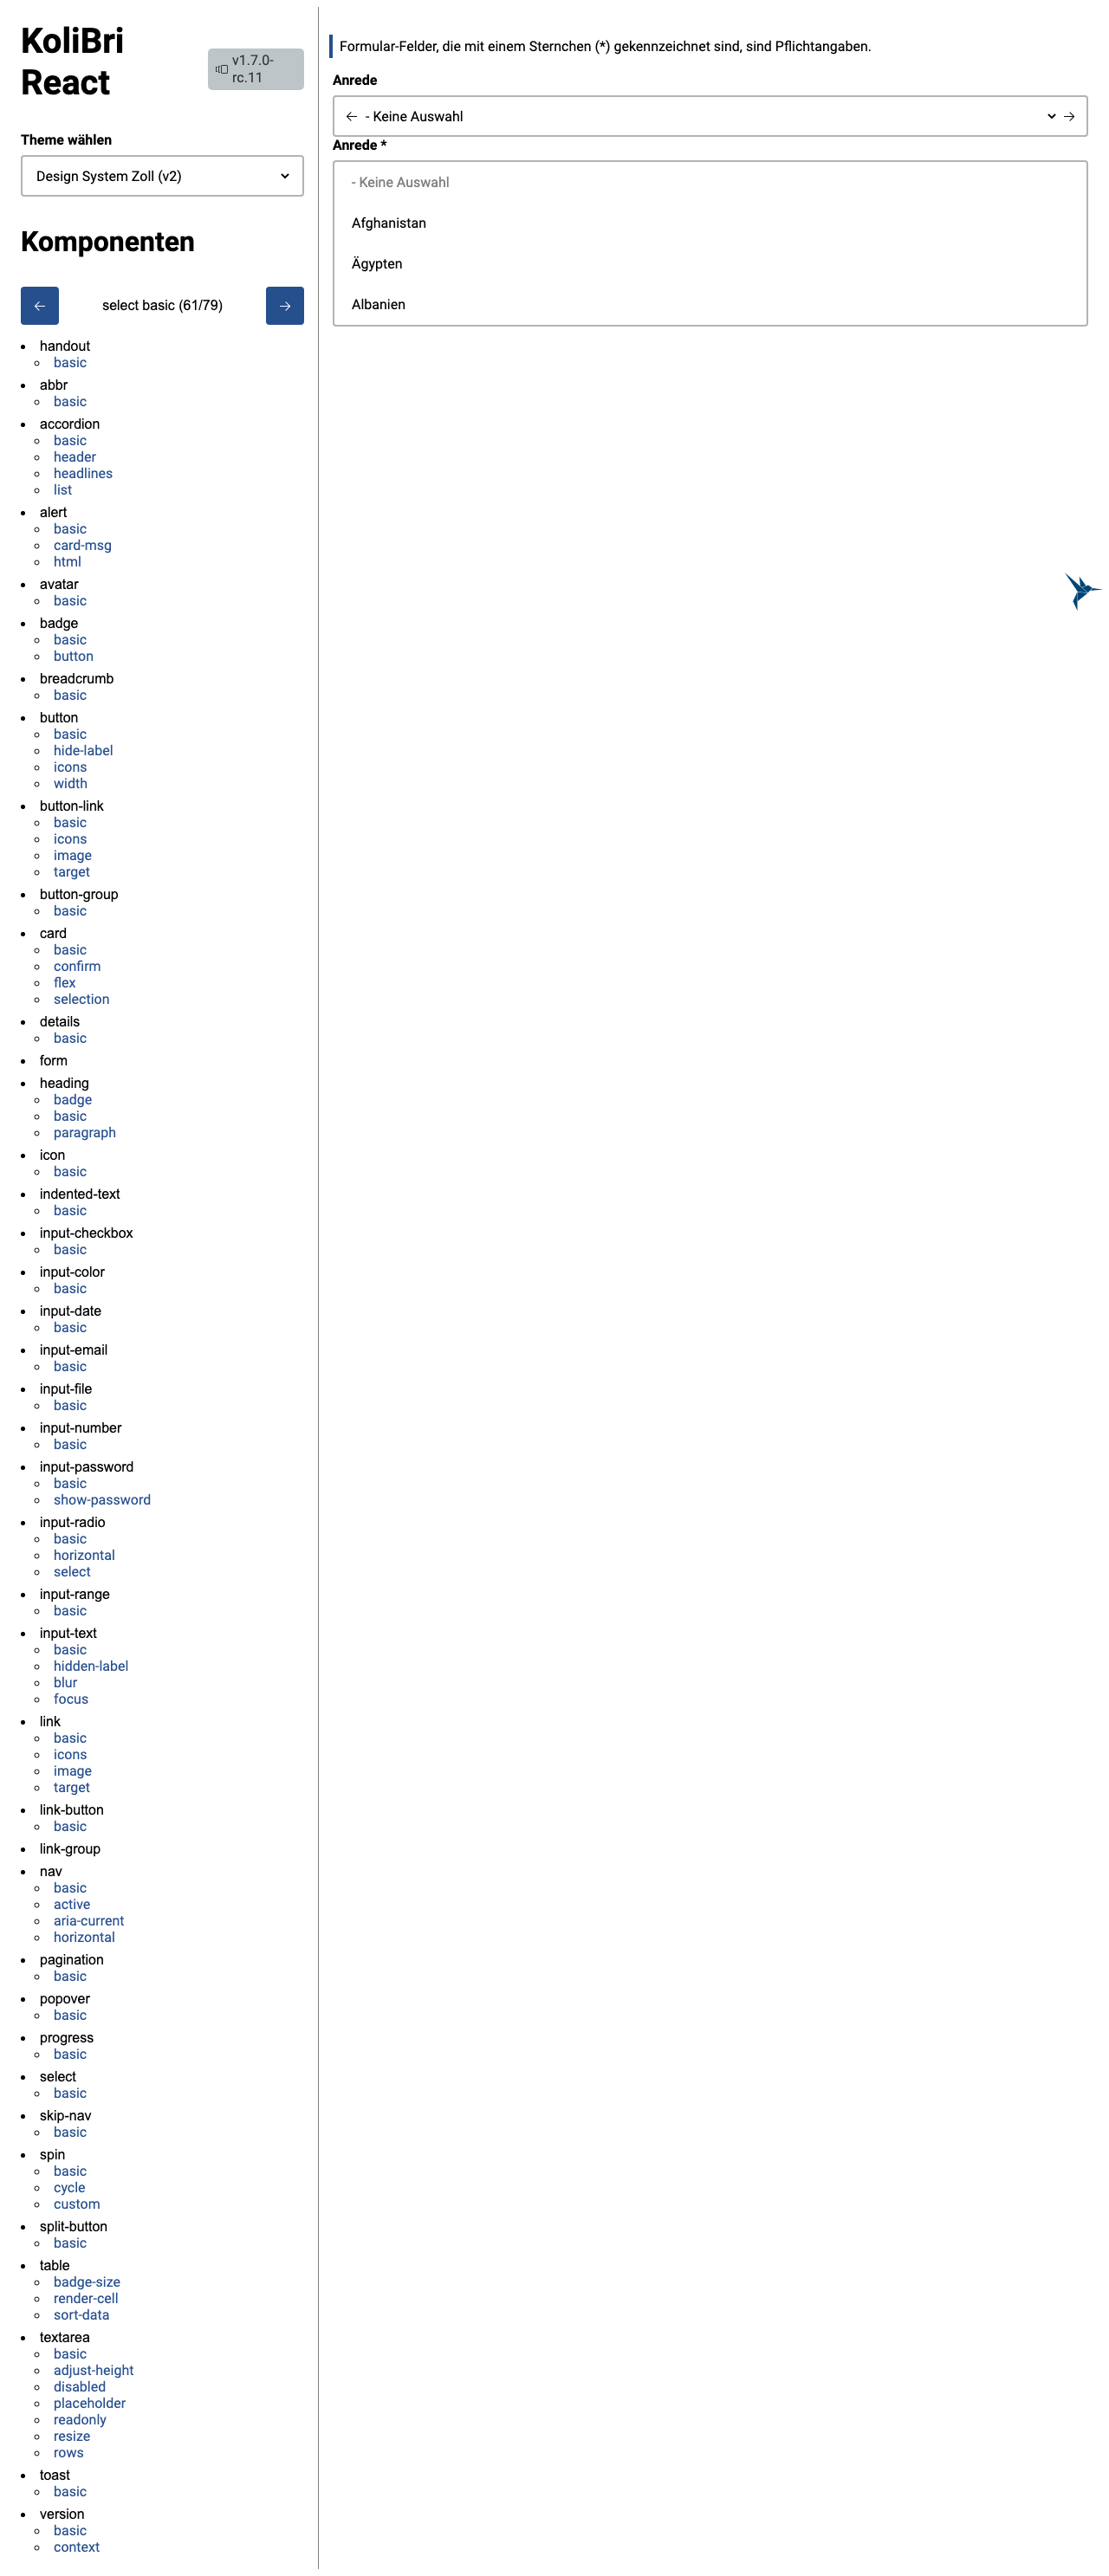 KoliBri
React
v1.7.0-
rc.11
Theme wählen
Design System Zoll (v2)
Komponenten
select basic (61/79)
handout
basic
abbr
basic
accordion
basic
header
headlines
list
alert
basic
card-msg
html
avatar
basic
badge
basic
button
breadcrumb
basic
button
basic
hide-label
icons
width
button-link
basic
icons
image
target
button-group
basic
card
basic
confirm
flex
selection
details
basic
form
heading
badge
basic
paragraph
icon
basic
indented-text
basic
input-checkbox
basic
input-color
basic
input-date
basic
input-email
basic
input-file
basic
input-number
basic
input-password
basic
show-password
input-radio
basic
horizontal
select
input-range
basic
input-text
basic
hidden-label
blur
focus
link
basic
icons
image
target
link-button
basic
link-group
nav
basic
active
aria-current
horizontal
pagination
basic
popover
basic
progress
basic
select
basic
skip-nav
basic
spin
basic
cycle
custom
split-button
basic
table
badge-size
render-cell
sort-data
textarea
basic
adjust-height
disabled
placeholder
readonly
resize
rows
toast
basic
version
basic
context
Formular-Felder, die mit einem Sternchen (*) gekennzeichnet sind, sind Pflichtangaben.
Anrede
- Keine Auswahl
Anrede *
- Keine Auswahl
Afghanistan
Ägypten
Albanien